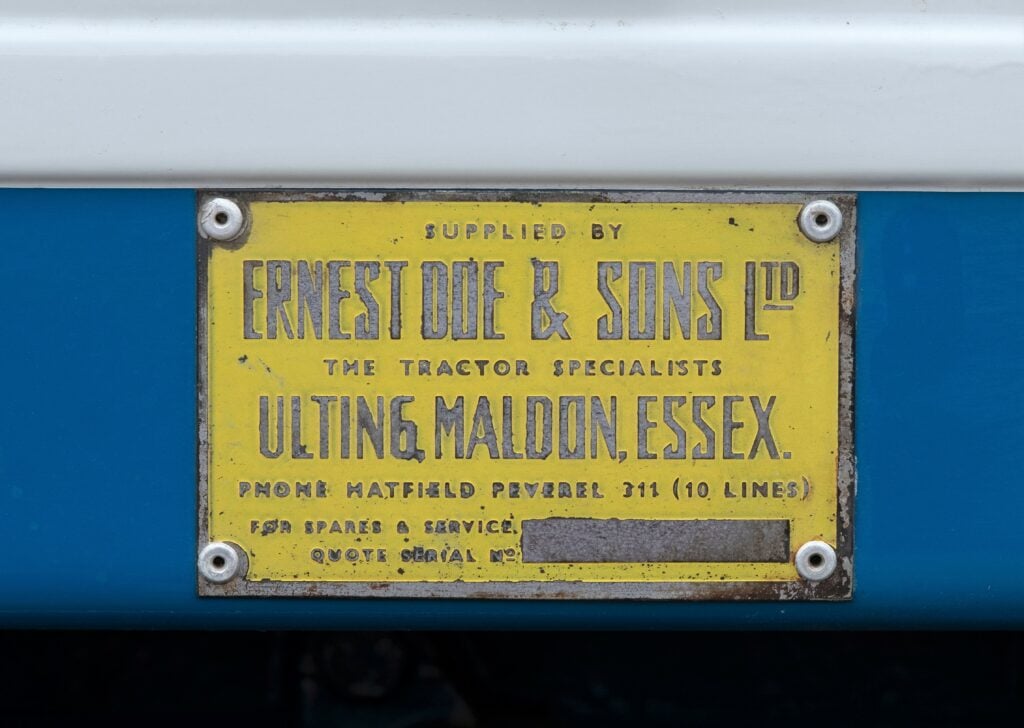 SUPPLIED BY
ERNEST DOE & SONS LTD
THE TRACTOR SPECIALISTS
ULTING, MALDON, ESSEX.
PHONE HATFIELD PEVEREL 311 (10 LINES)
FOR SPARES & SERVICE,
QUOTE SERIAL No